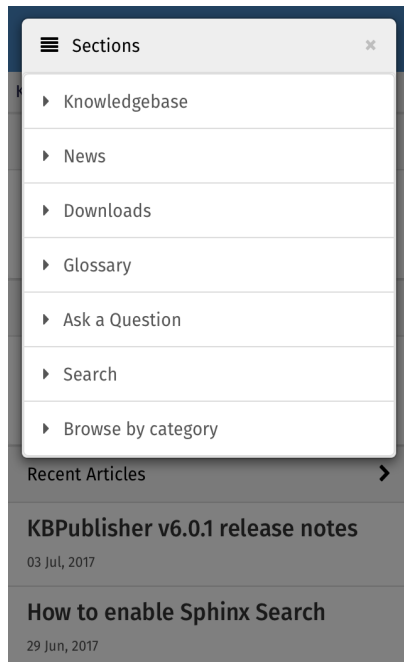 Sections
Knowledgebase
News
Downloads
Glossary
Ask a Question
Search
Browse by category
Recent Articles
KBPublisher v6.0.1 release notes
03 Jul, 2017
How to enable Sphinx Search
29 Jun, 2017